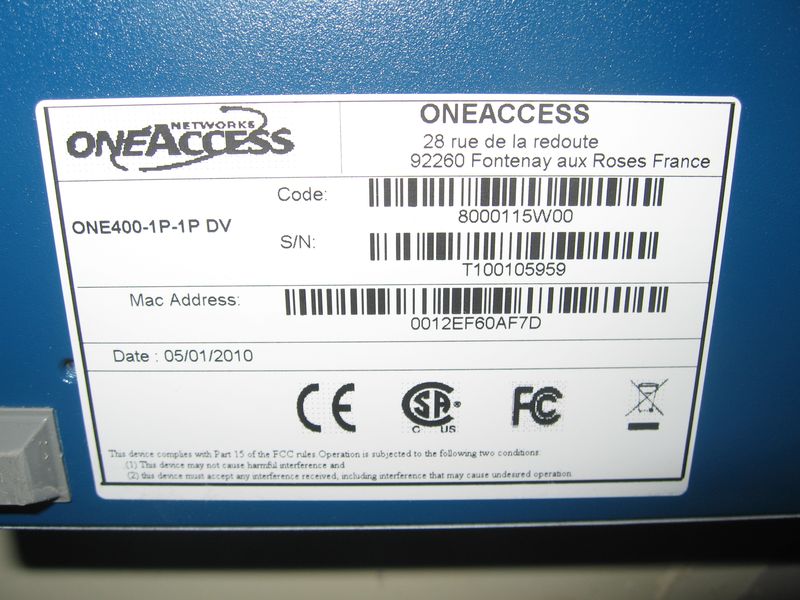 NETWORKS
ONEACCESS
ONEACCESS
28 rue de la redoute
92260 Fontenay aux Roses France
Code:
8000115W00
ONE400-1P-1P DV
S/N:
T100105959
Mac Address:
0012EF60AF7D
Date : 05/01/2010
CE
SA
C US
FC
This device complies with Part 15 of the FCC rules.Operation is subjected to the following two conditions:
(1) This device may not cause harmful interference and
(2) this device must accept any interference received, including interference that may cause undesired operation